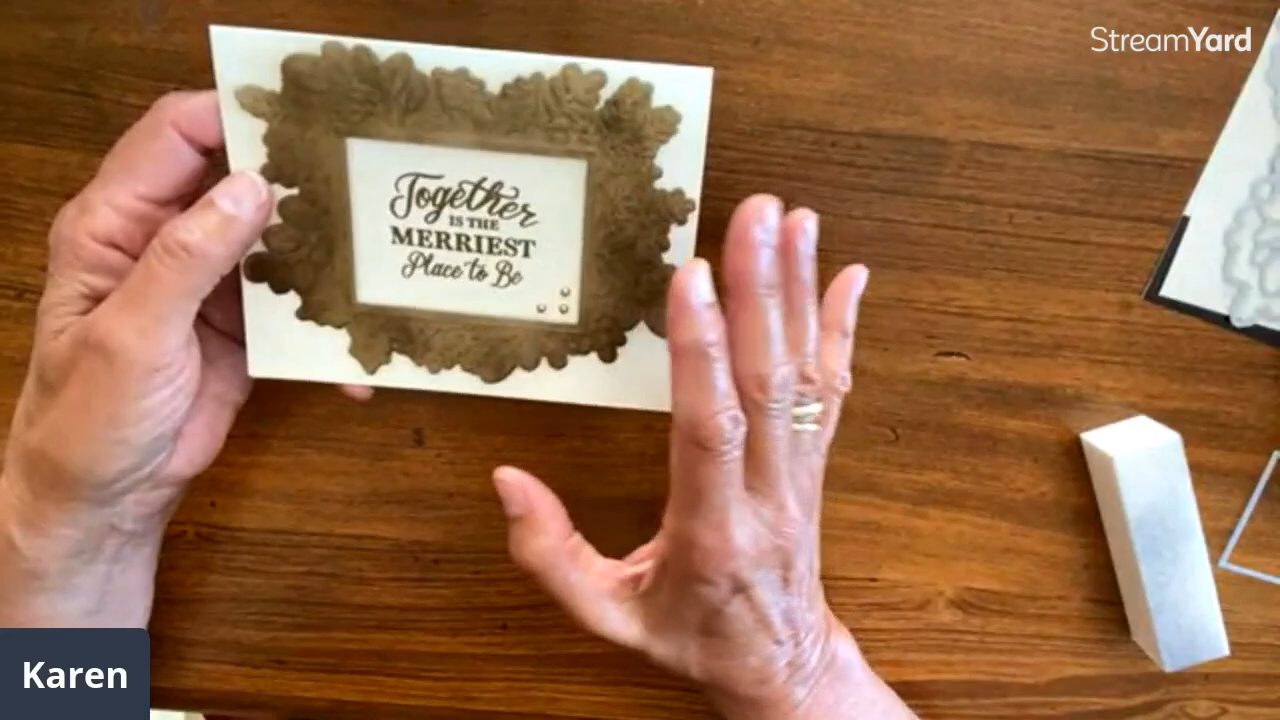 StreamYard
Together
IS THE
MERRIEST
Place to Be
Karen